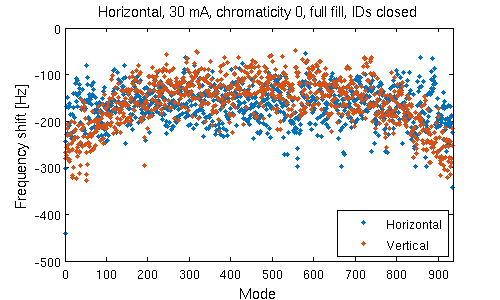 Horizontal, 30 mA, chromaticity 0, full fill, IDs closed
Frequency shift [Hz]
0
-100
-200
-300
-400
-500
0 100 200 300 400 500 600 700 800 900
Mode
Horizontal
Vertical